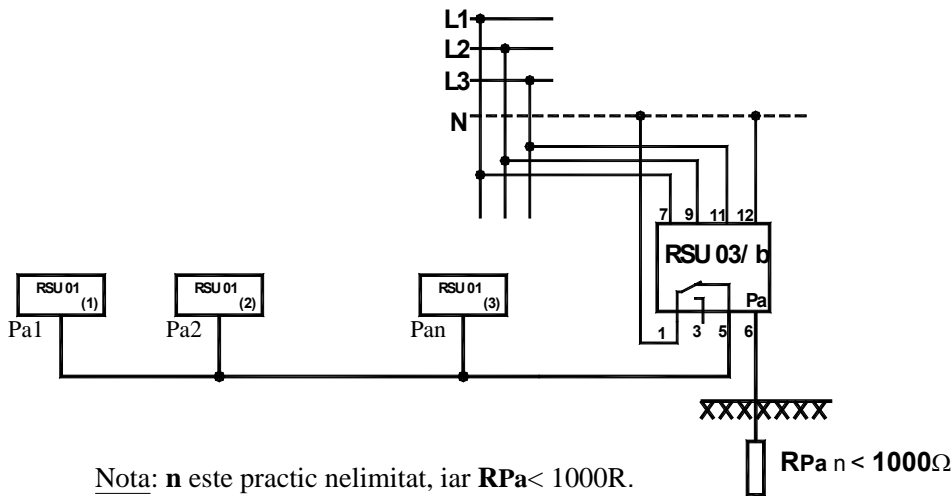 L1
L2
L3
N
7 9 11 12
RSU 03/ b
Pa
1 3 5 6
RSU 01
(1)
Pa1
RSU 01
(2)
Pa2
RSU 01
(3)
Pan
RPa n < 1000Ω
Nota: n este practic nelimitat, iar RPa< 1000R.